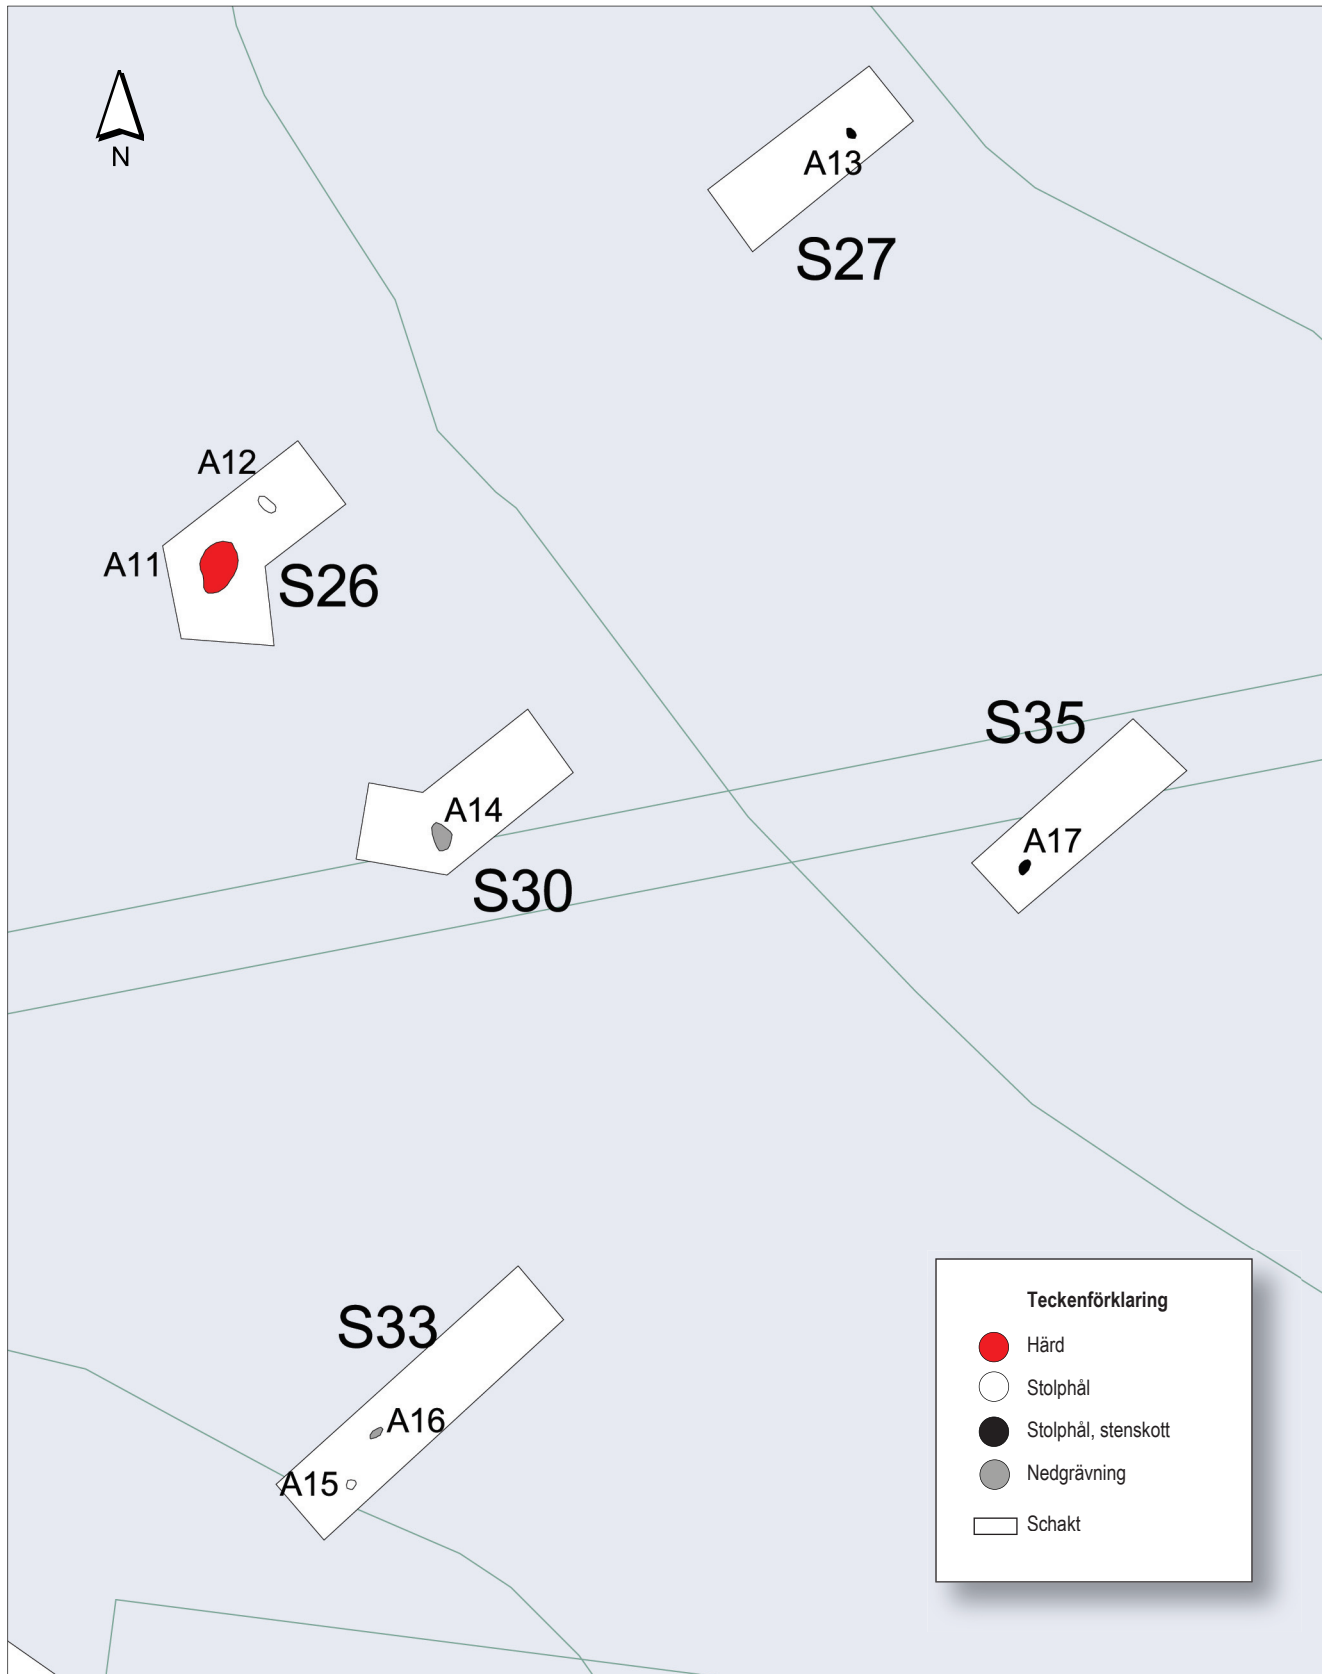 N
A13
S27
A12
A11
S26
S35
A14
A17
S30
S33
A16
A15
Teckenförklaring
Härd
Stolphål
Stolphål, stenskott
Nedgrävning
Schakt